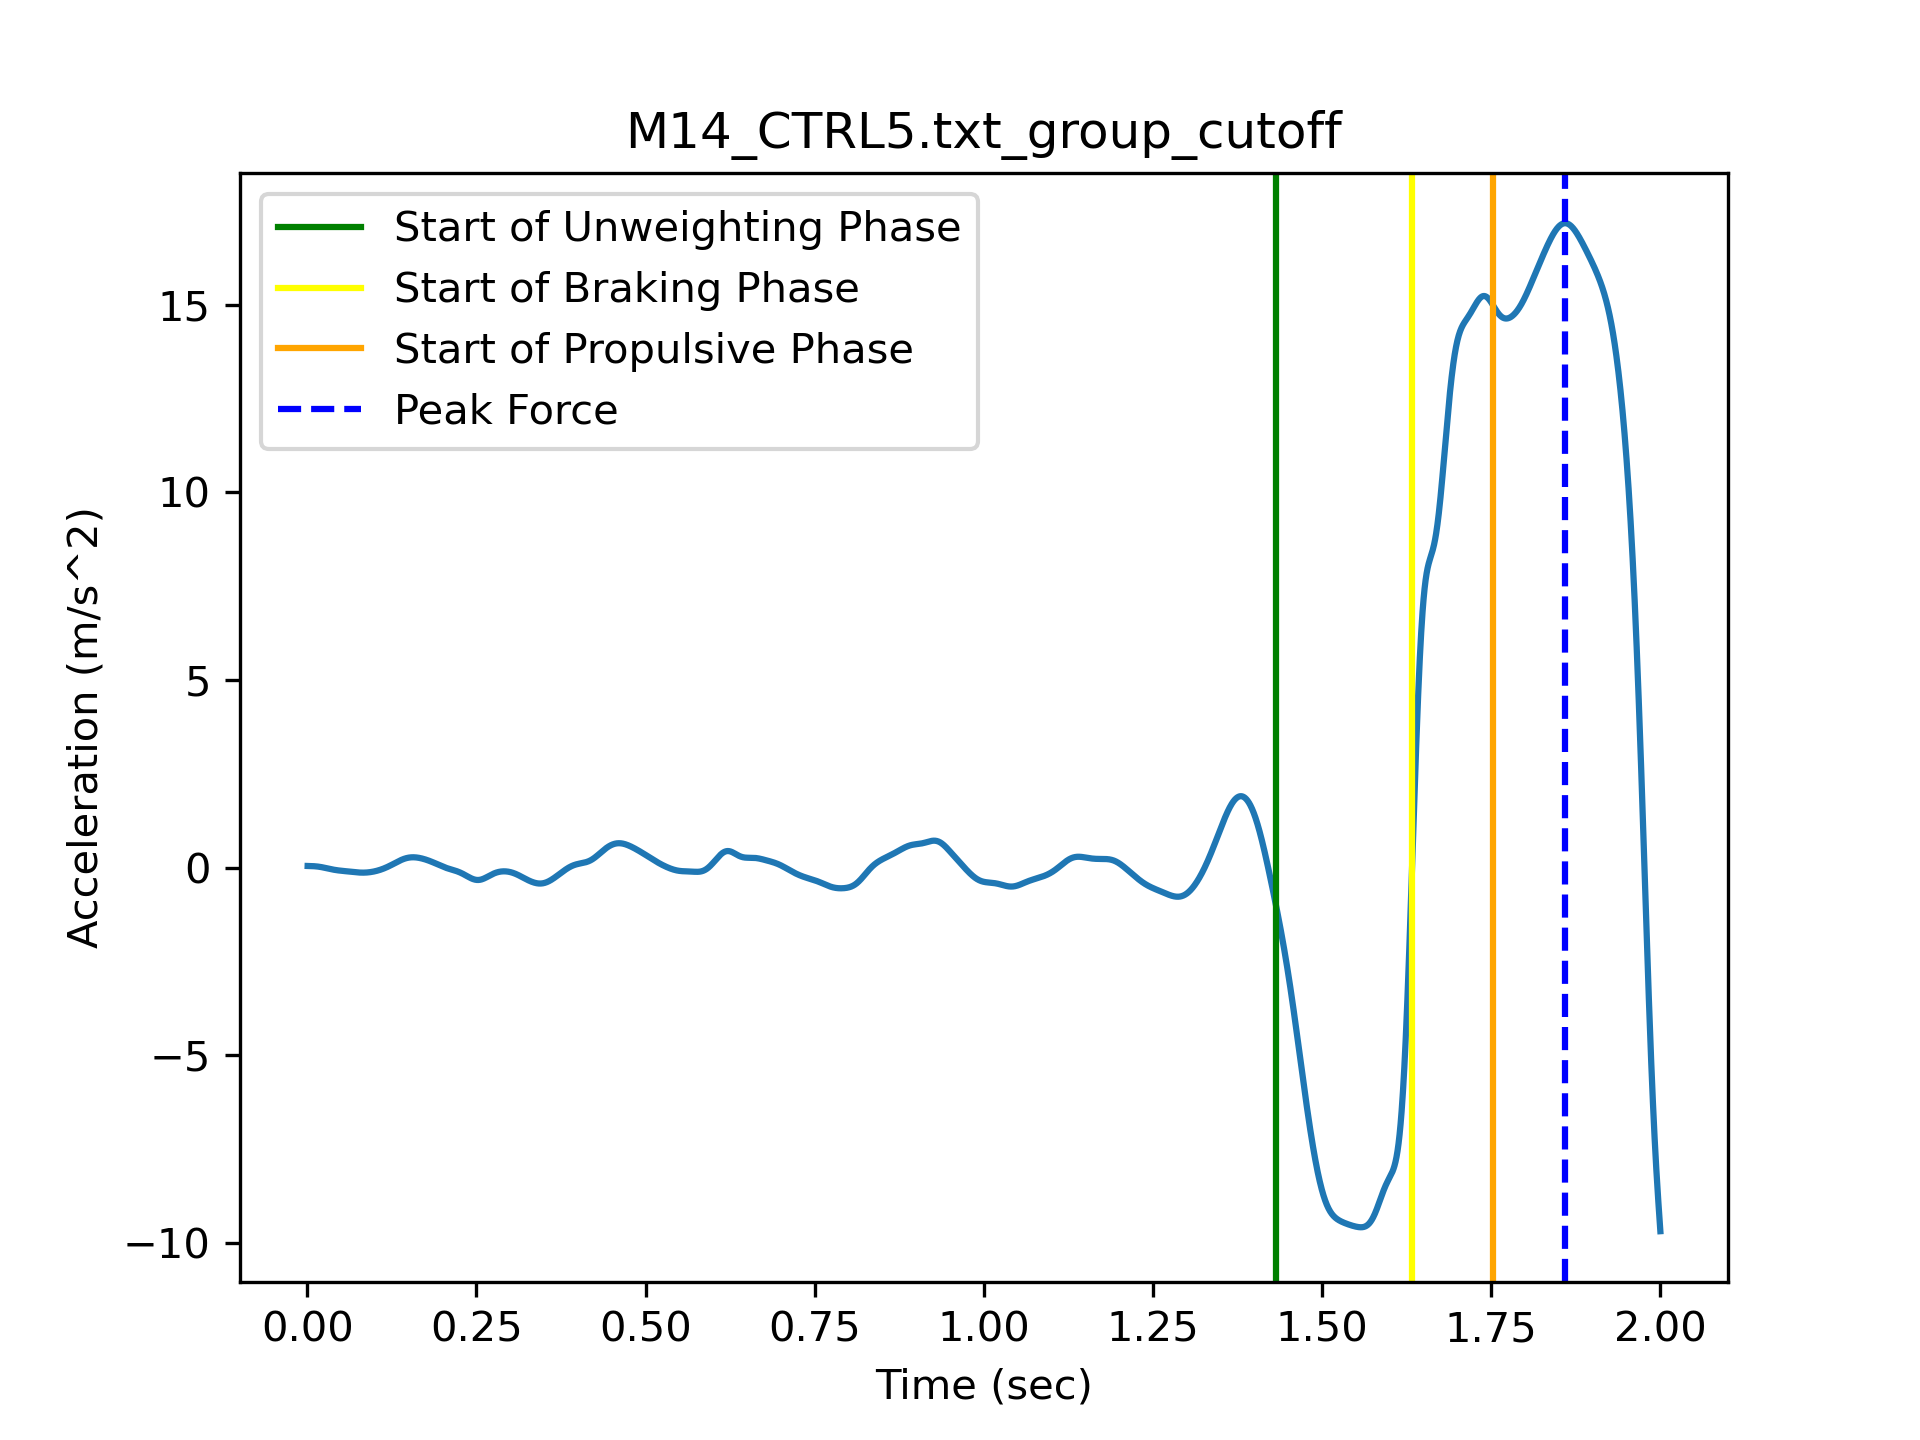 M14_CTRL5.txt_group_cutoff
Start of Unweighting Phase
Start of Braking Phase
Start of Propulsive Phase
Peak Force
Acceleration (m/s^2)
15
10
5
0
−5
−10
0.00 0.25 0.50 0.75 1.00 1.25 1.50 1.75 2.00
Time (sec)